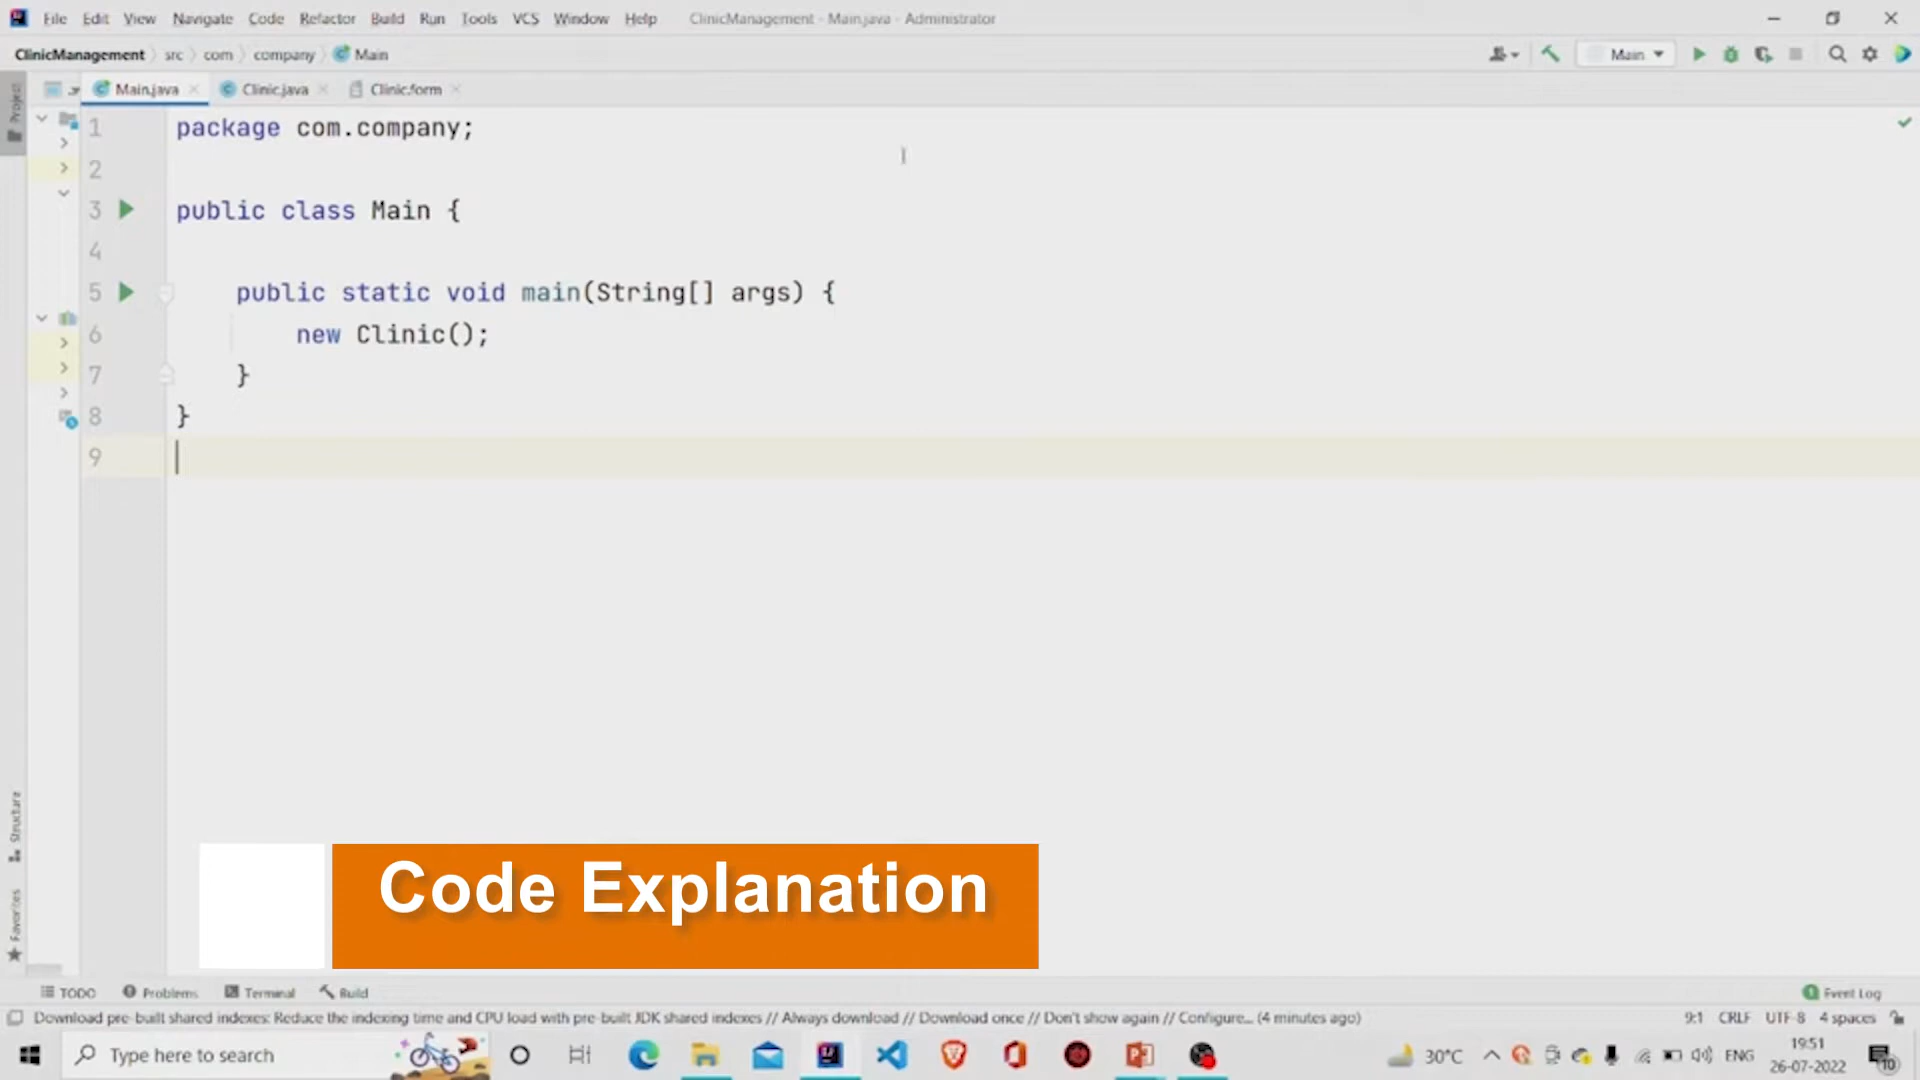 File Edit View Navigate Code Refactor Build Run Tools VCS Window Help ClinicManagement - Main.java - Administrator
ClinicManagement src com company Main
Main
Project
Main.java Clinic.java Clinic.form
1 package com.company;
2
3 public class Main {
4
5 public static void main(String[] args) {
6 new Clinic();
7 }
8 }
9
Structure
Favorites
Code Explanation
TODO Problems Terminal Build
1 Event Log
Download pre-built shared indexes: Reduce the indexing time and CPU load with pre-built JDK shared indexes // Always download // Download once // Don't show again // Configure... (4 minutes ago)
9:1 CRLF UTF-8 4 spaces
Type here to search
30°C
ENG
19:51
26-07-2022
10